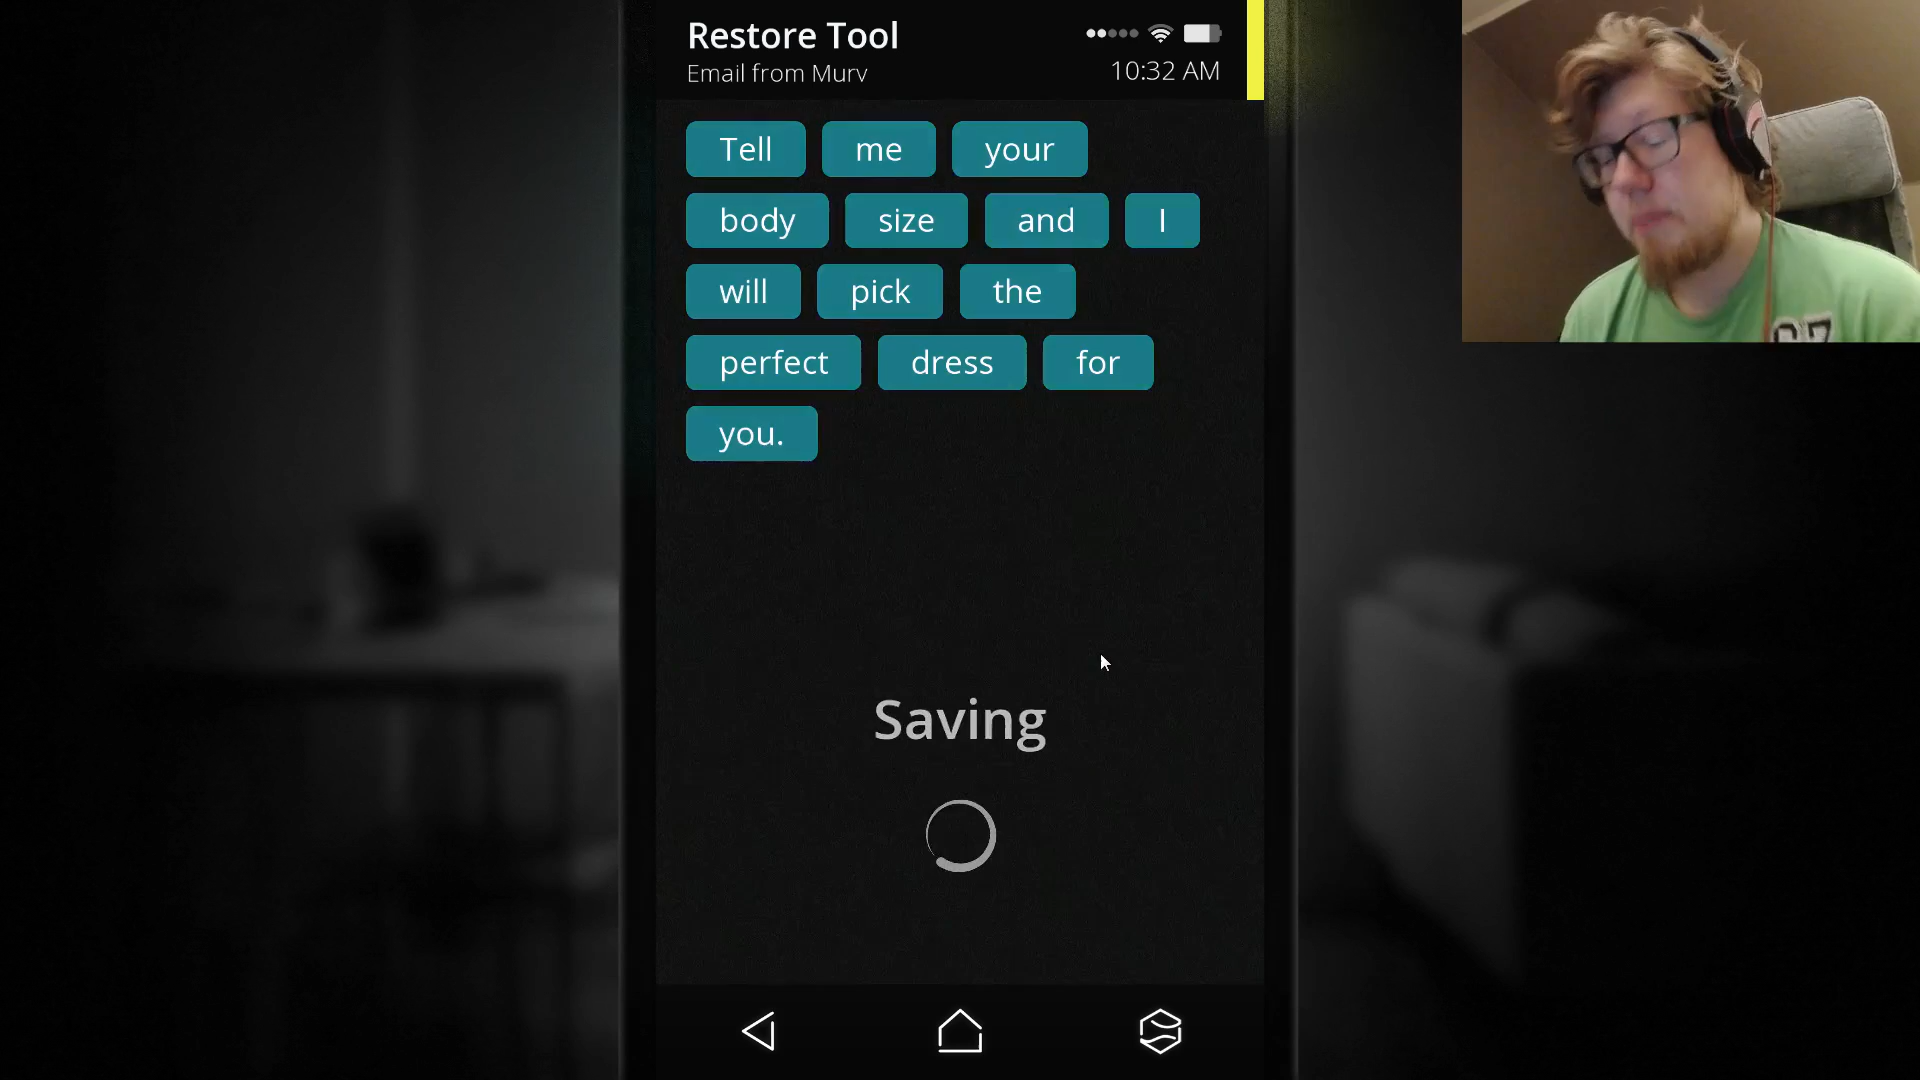 Restore Tool
Email from Murv
10:32 AM
Tell me your
body size and I
will pick the
perfect dress for
you.
Saving